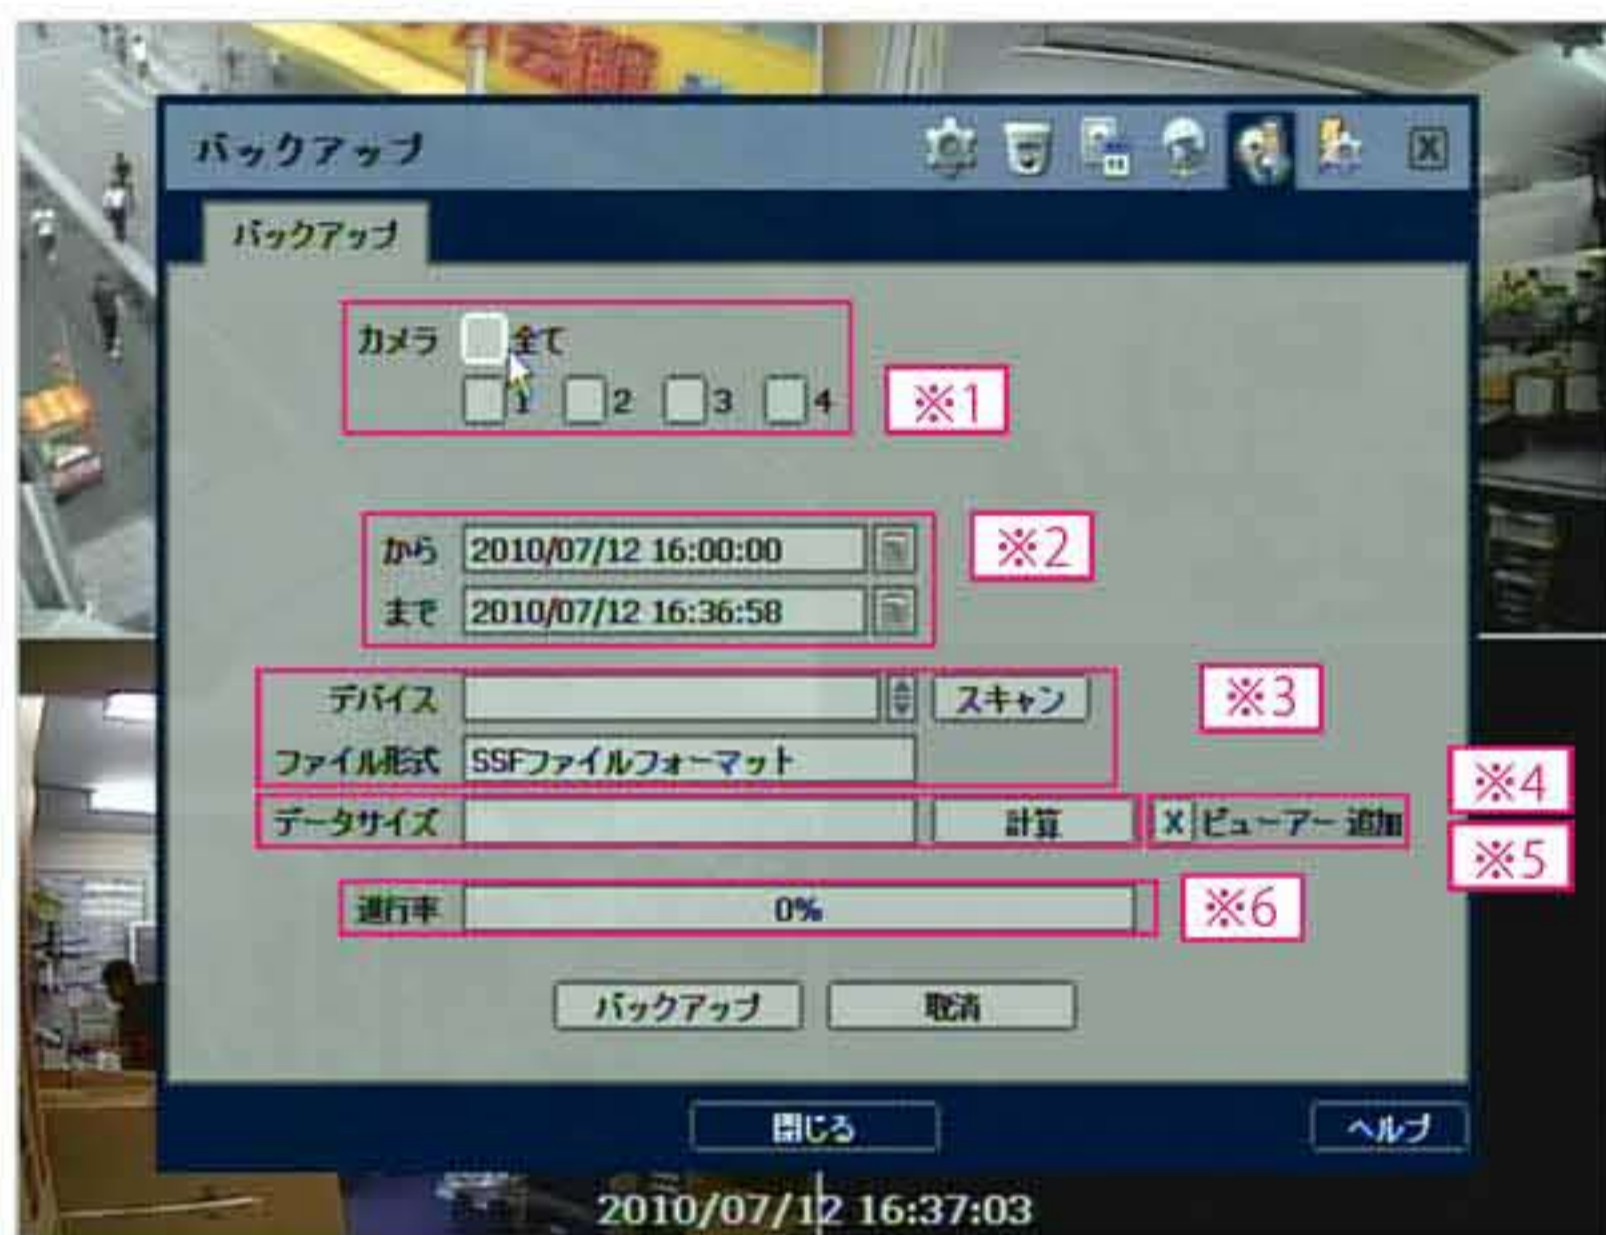 バックアップ
バックアップ
カメラ 全て
1 2 3 4
※1
から 2010/07/12 16:00:00
※2
まで 2010/07/12 16:36:58
デバイス スキャン
※3
ファイル形式 SSFファイルフォーマット
※4
データサイズ 計算 X ビューアー 追加
※5
進行率 0%
※6
バックアップ 取消
閉じる ヘルプ
2010/07/12 16:37:03